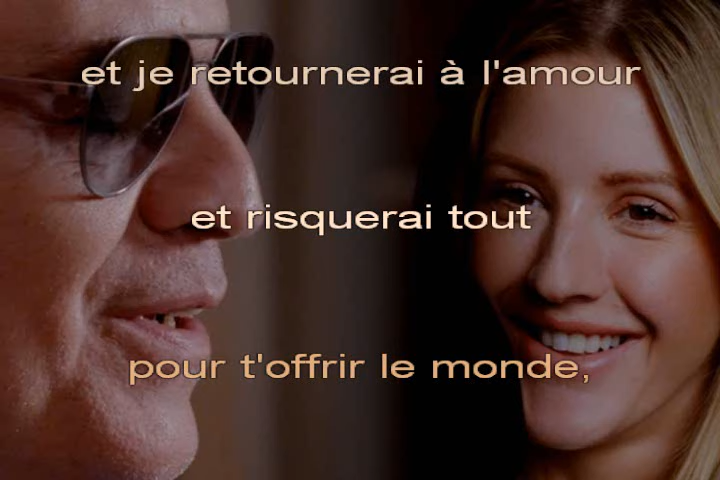 et je retournerai à l'amour
et risquerai tout
pour t'offrir le monde,